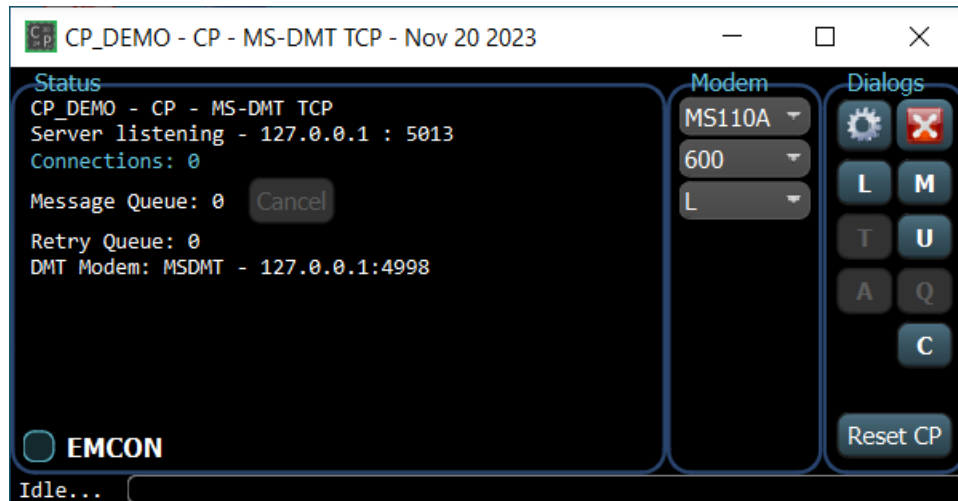 CP_DEMO - CP - MS-DMT TCP - Nov 20 2023
Status
CP_DEMO - CP - MS-DMT TCP
Server listening - 127.0.0.1 : 5013
Connections: 0
Message Queue: 0 Cancel
Retry Queue: 0
DMT Modem: MSDMT - 127.0.0.1:4998
EMCON
Modem
MS110A
600
L
Dialogs
L M
T U
A Q
C
Reset CP
Idle...